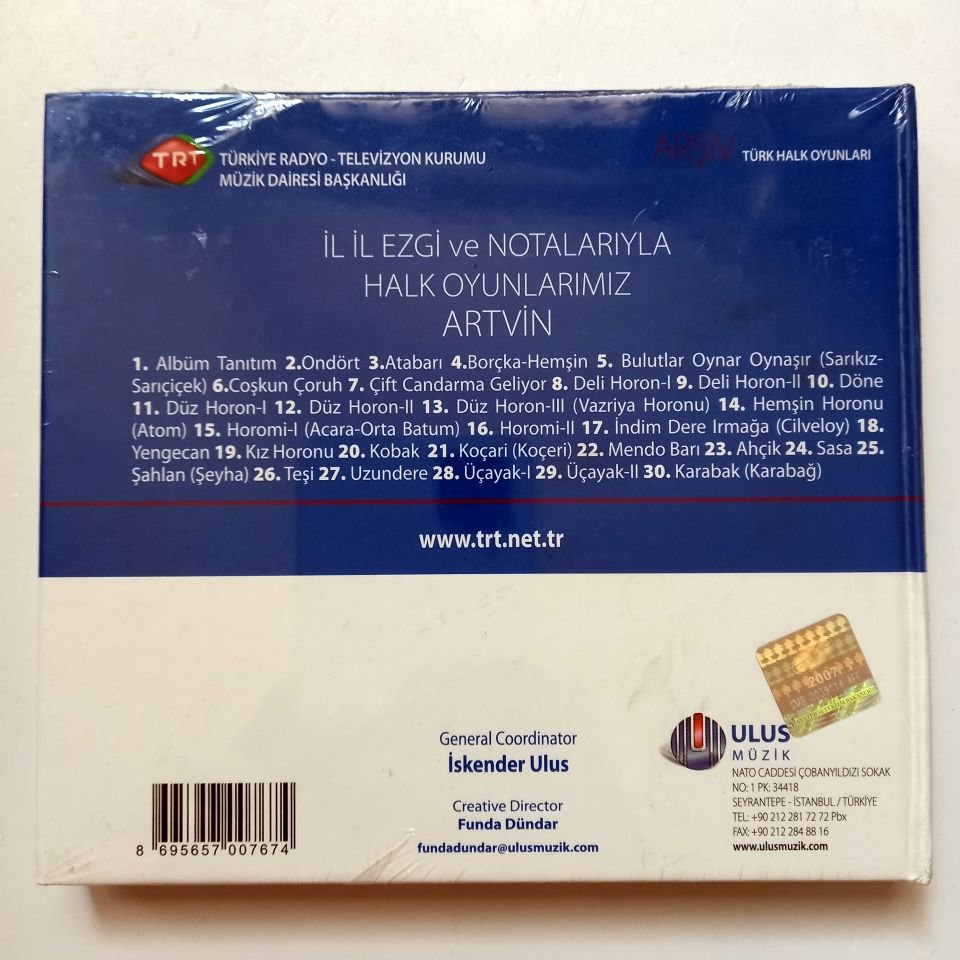 TRT
TÜRKİYE RADYO - TELEVİZYON KURUMU
MÜZİK DAİRESİ BAŞKANLIĞI
ARŞİV TÜRK HALK OYUNLARI
İL İL EZGİ ve NOTALARIYLA
HALK OYUNLARIMIZ
ARTVİN
1. Albüm Tanıtım 2.Ondört 3.Atabarı 4.Borçka-Hemşin 5. Bulutlar Oynar Oynaşır (Sarıkız-
Sarıçiçek) 6.Coşkun Çoruh 7. Çift Candarma Geliyor 8. Deli Horon-I 9. Deli Horon-II 10. Döne
11. Düz Horon-I 12. Düz Horon-II 13. Düz Horon-III (Vazriya Horonu) 14. Hemşin Horonu
(Atom) 15. Horomi-I (Acara-Orta Batum) 16. Horomi-II 17. İndim Dere Irmağa (Cilveloy) 18.
Yengecan 19. Kız Horonu 20. Kobak 21. Koçari (Koçeri) 22. Mendo Barı 23. Ahçik 24. Sasa 25.
Şahlan (Şeyha) 26. Teşi 27. Uzundere 28. Üçayak-I 29. Üçayak-II 30. Karabak (Karabağ)
www.trt.net.tr
2007
General Coordinator
İskender Ulus
Creative Director
Funda Dündar
fundadundar@ulusmuzik.com
ULUS
MÜZİK
NATO CADDESİ ÇOBANYILDIZI SOKAK
NO: 1 PK: 34418
SEYRANTEPE - İSTANBUL / TÜRKİYE
TEL: +90 212 281 72 72 Pbx
FAX: +90 212 284 88 16
www.ulusmuzik.com
8 695657 007674